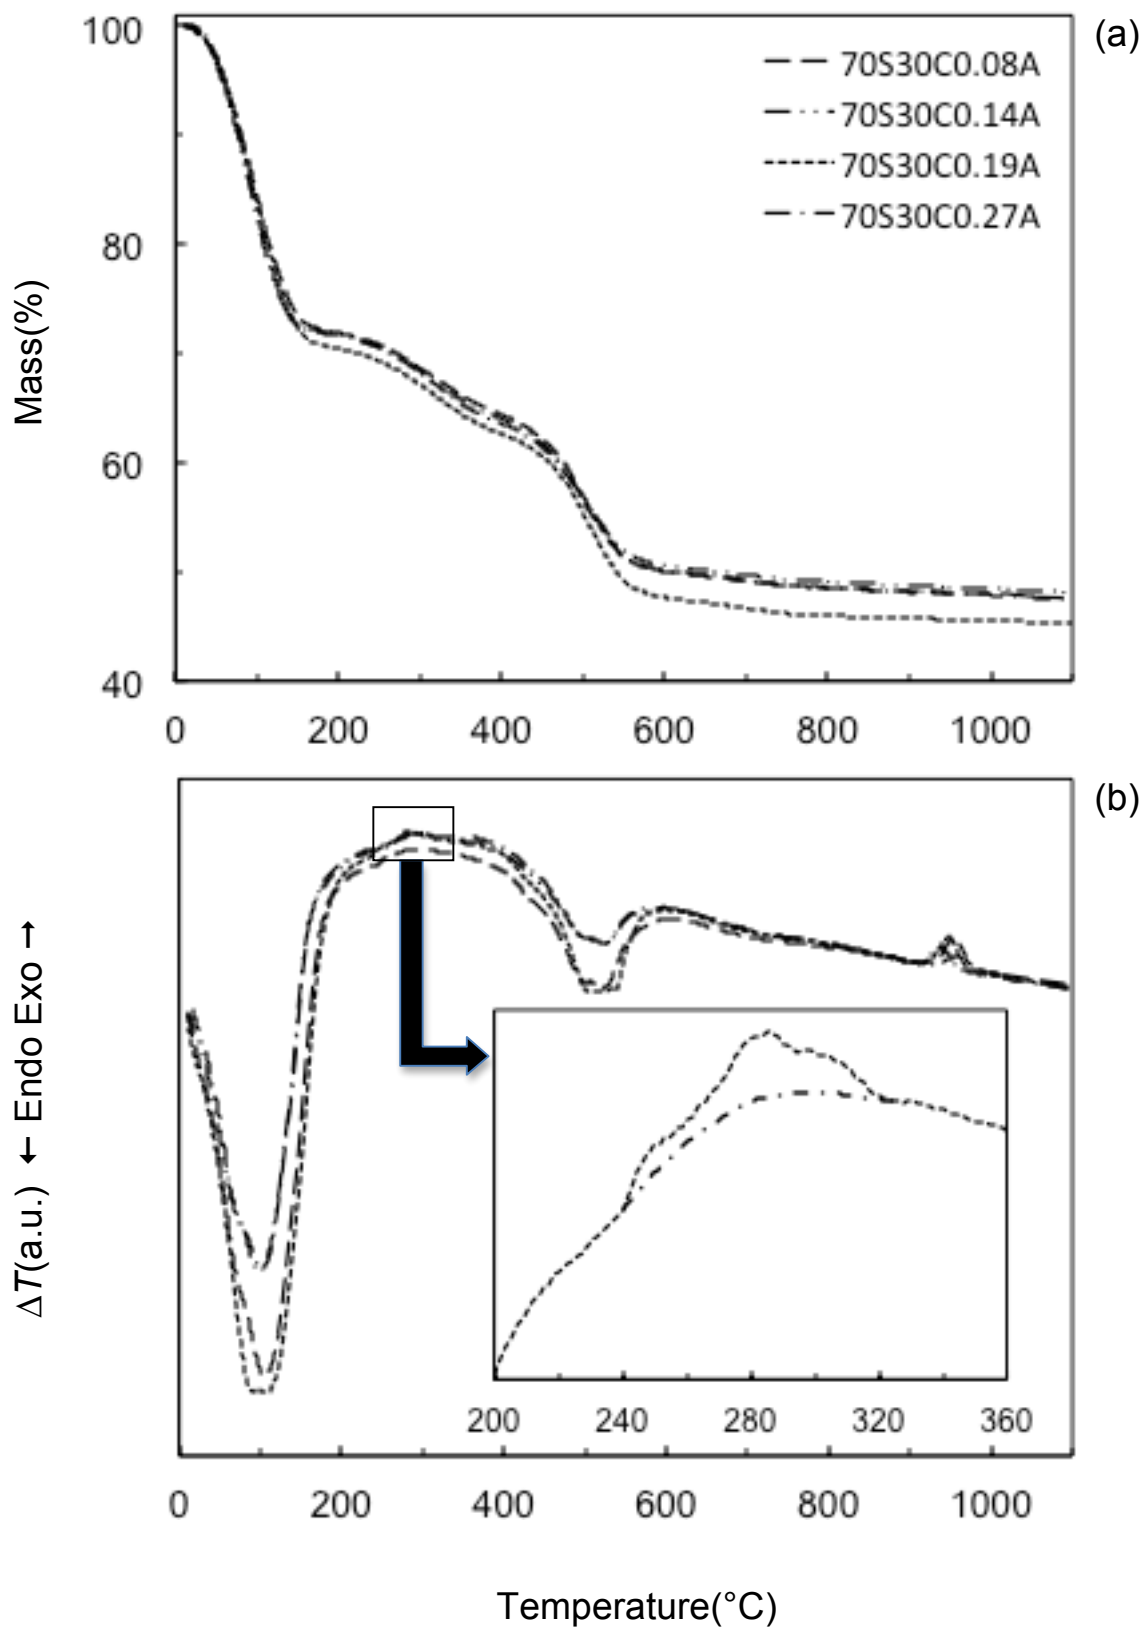 (a)
100
80
60
40
Mass(%)
70S30C0.08A
70S30C0.14A
70S30C0.19A
70S30C0.27A
0 200 400 600 800 1000
(b)
ΔT(a.u.) ← Endo Exo →
200 240 280 320 360
0 200 400 600 800 1000
Temperature(°C)